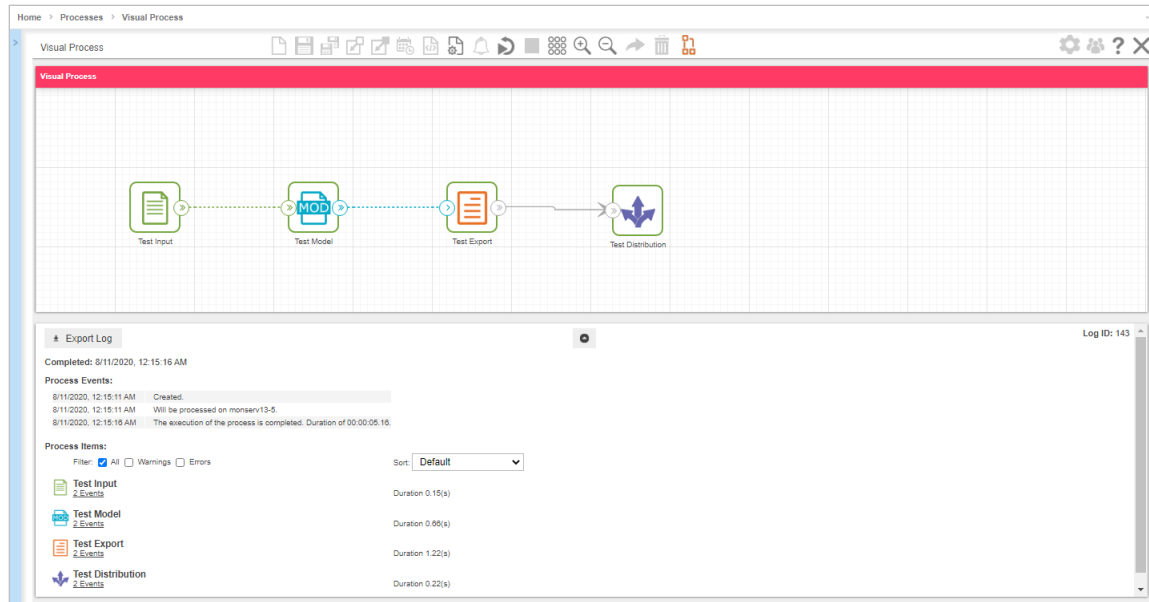 Home > Processes > Visual Process
Visual Process
Visual Process
MOD
Test Input
Test Model
Test Export
Test Distribution
Export Log
Log ID: 143
Completed: 8/11/2020, 12:15:16 AM
Process Events:
8/11/2020, 12:15:11 AM Created.
8/11/2020, 12:15:11 AM Will be processed on monserv13-5.
8/11/2020, 12:15:16 AM The execution of the process is completed. Duration of 00:00:05.16.
Process Items:
Filter: All Warnings Errors Sort: Default
Test Input
2 Events Duration 0.15(s)
MOD Test Model
2 Events Duration 0.66(s)
Test Export
2 Events Duration 1.22(s)
Test Distribution
2 Events Duration 0.22(s)